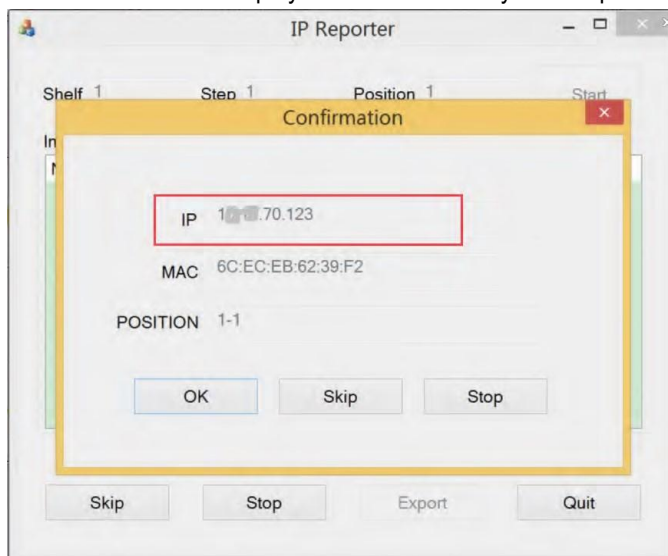 IP Reporter
Shelf 1 Step 1 Position 1 Start
Confirmation
In
IP .70.123
MAC 6C:EC:EB:62:39:F2
POSITION 1-1
OK Skip Stop
Skip Stop Export Quit